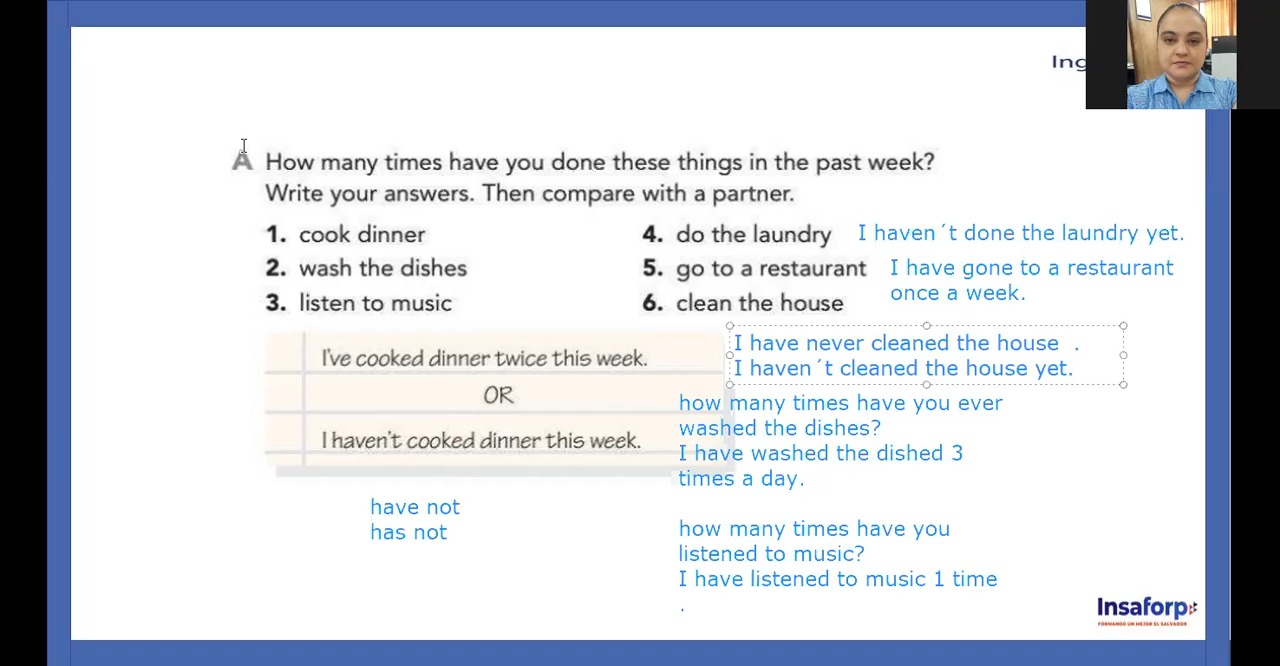 Ing
A How many times have you done these things in the past week?
Write your answers. Then compare with a partner.
1. cook dinner
2. wash the dishes
3. listen to music
4. do the laundry
5. go to a restaurant
6. clean the house
I haven´t done the laundry yet.
I have gone to a restaurant
once a week.
I've cooked dinner twice this week.
OR
I haven't cooked dinner this week.
I have never cleaned the house .
I haven´t cleaned the house yet.
how many times have you ever
washed the dishes?
I have washed the dished 3
times a day.
have not
has not
how many times have you
listened to music?
I have listened to music 1 time
.
Insaforp
FORMANDO UN MEJOR EL SALVADOR